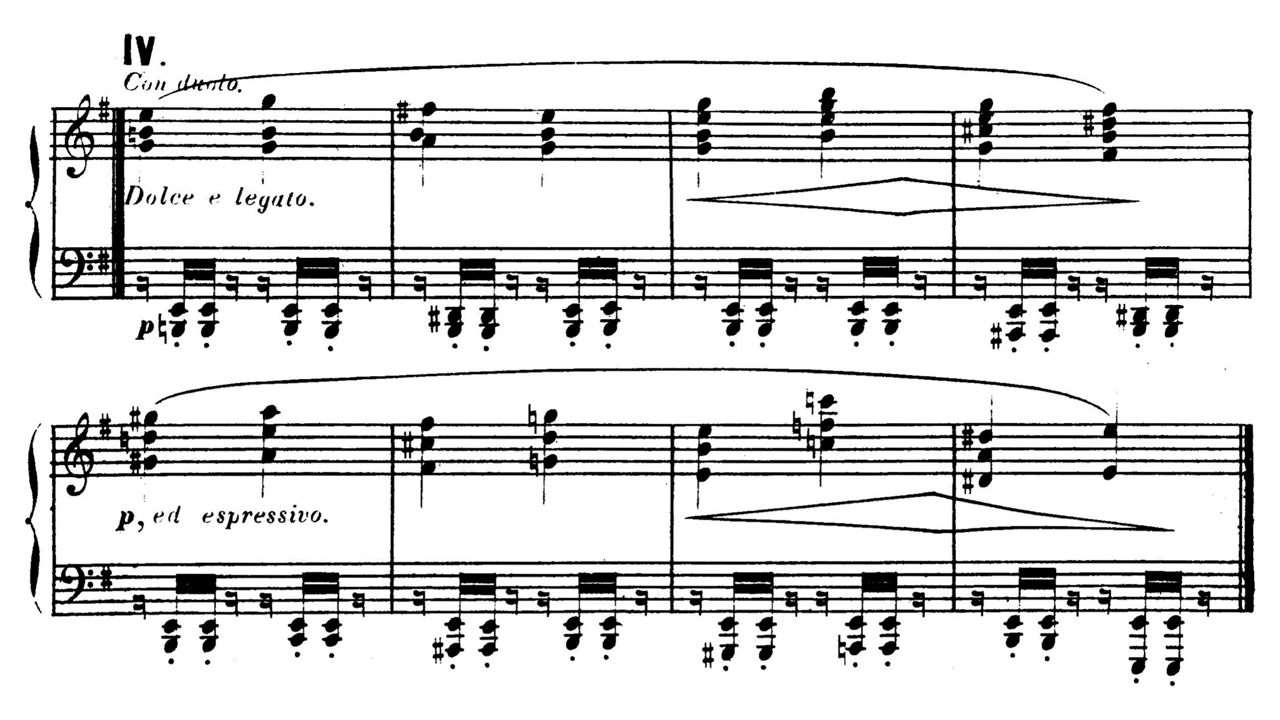 IV.
Con duolo.
Dolce e legato.
p
p, ed espressivo.